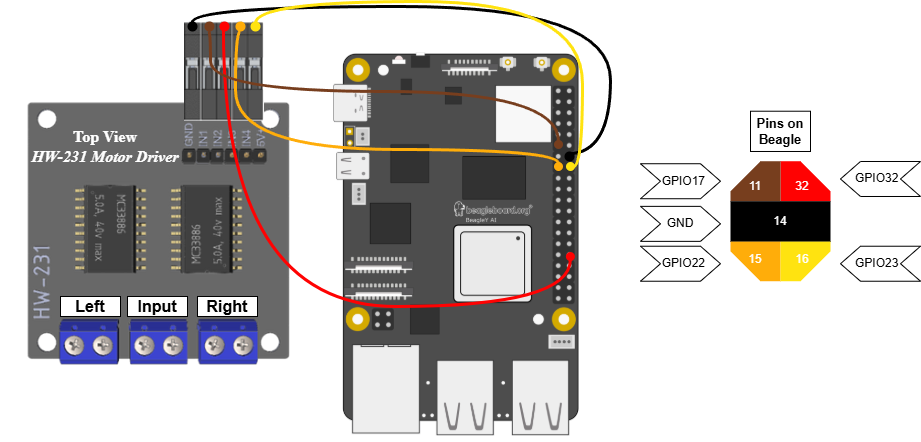 GND
IN1
IN2
IN4
5V+
Top View
HW-231 Motor Driver
MC33886
5.0A, 40v max
MC33886
5.0A, 40v max
HW-231
Left
Input
Right
beagleboard.org®
BeagleY AI
Pins on
Beagle
GPIO17
11
32
GPIO32
GND
14
GPIO22
15
16
GPIO23